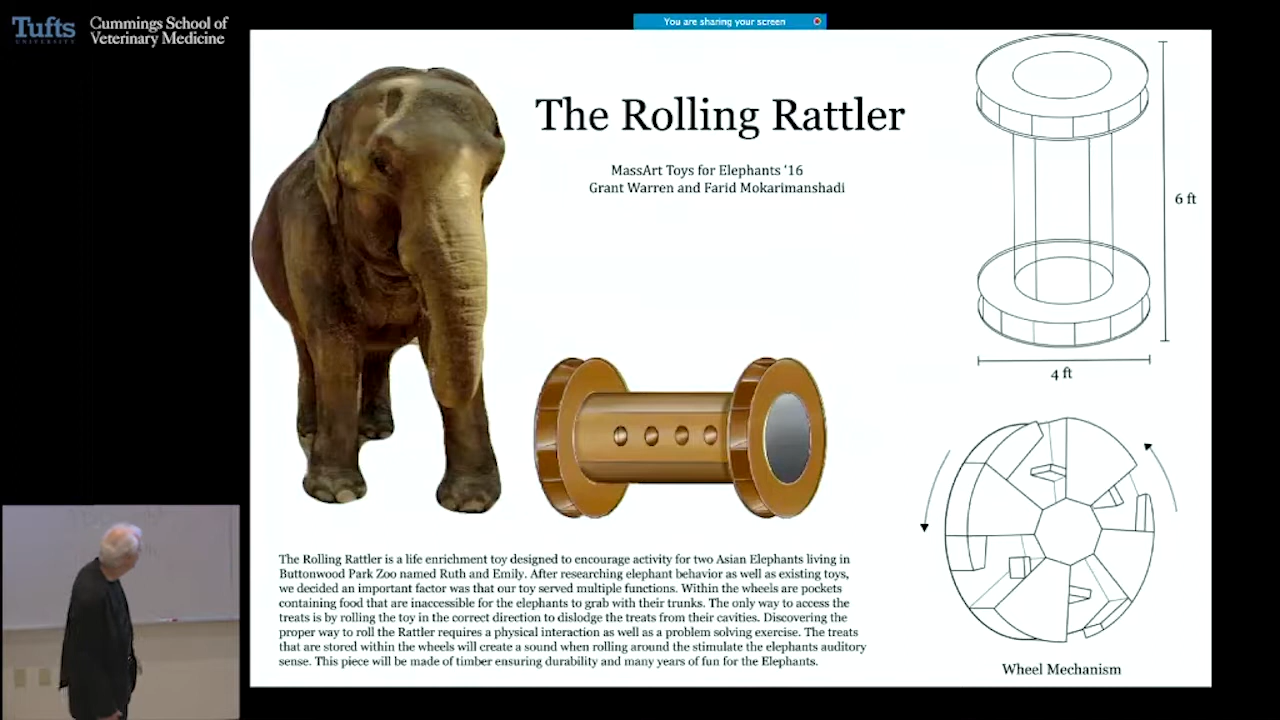 Tufts
UNIVERSITY
Cummings School of
Veterinary Medicine
You are sharing your screen
The Rolling Rattler
MassArt Toys for Elephants '16
Grant Warren and Farid Mokarimanshadi
6 ft
4 ft
The Rolling Rattler is a life enrichment toy designed to encourage activity for two Asian Elephants living in
Buttonwood Park Zoo named Ruth and Emily. After researching elephant behavior as well as existing toys,
we decided an important factor was that our toy served multiple functions. Within the wheels are pockets
containing food that are inaccessible for the elephants to grab with their trunks. The only way to access the
treats is by rolling the toy in the correct direction to dislodge the treats from their cavities. Discovering the
proper way to roll the Rattler requires a physical interaction as well as a problem solving exercise. The treats
that are stored within the wheels will create a sound when rolling around the stimulate the elephants auditory
sense. This piece will be made of timber ensuring durability and many years of fun for the Elephants.
Wheel Mechanism